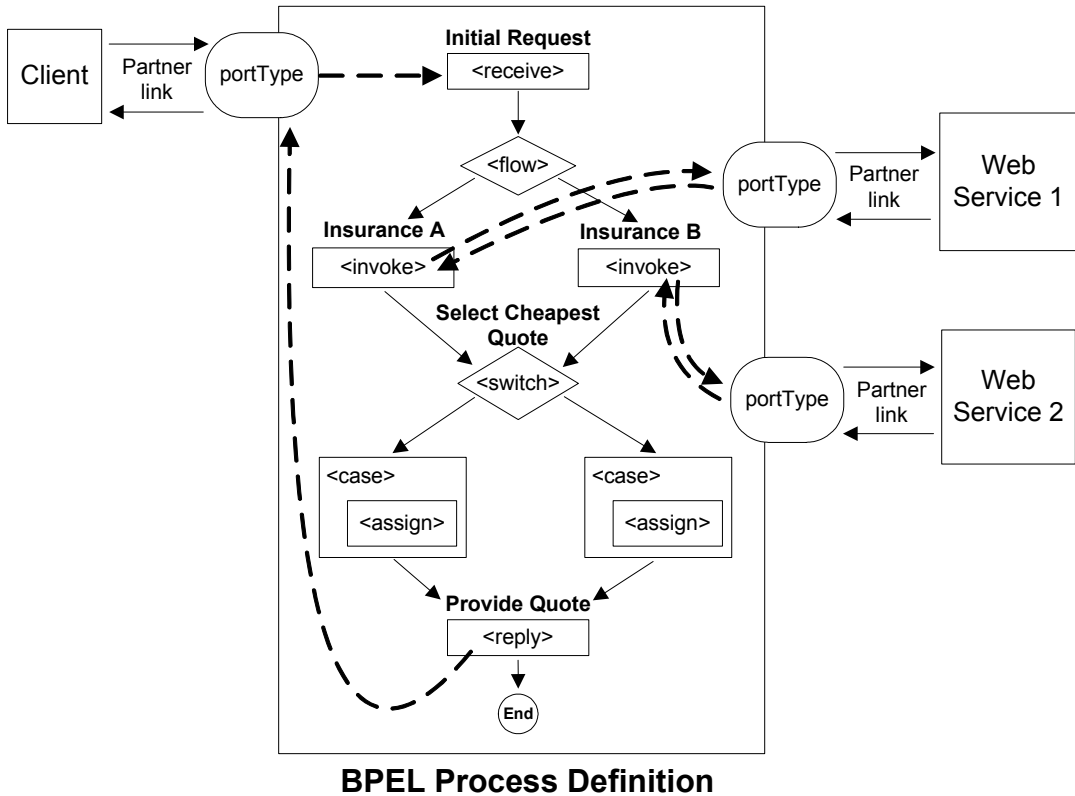 Initial Request
Client
Partner
link
portType
<receive>
<flow>
portType
Partner
link
Web
Service 1
Insurance A
<invoke>
Insurance B
<invoke>
Select Cheapest
Quote
<switch>
portType
Partner
link
Web
Service 2
<case>
<assign>
<case>
<assign>
Provide Quote
<reply>
End
BPEL Process Definition